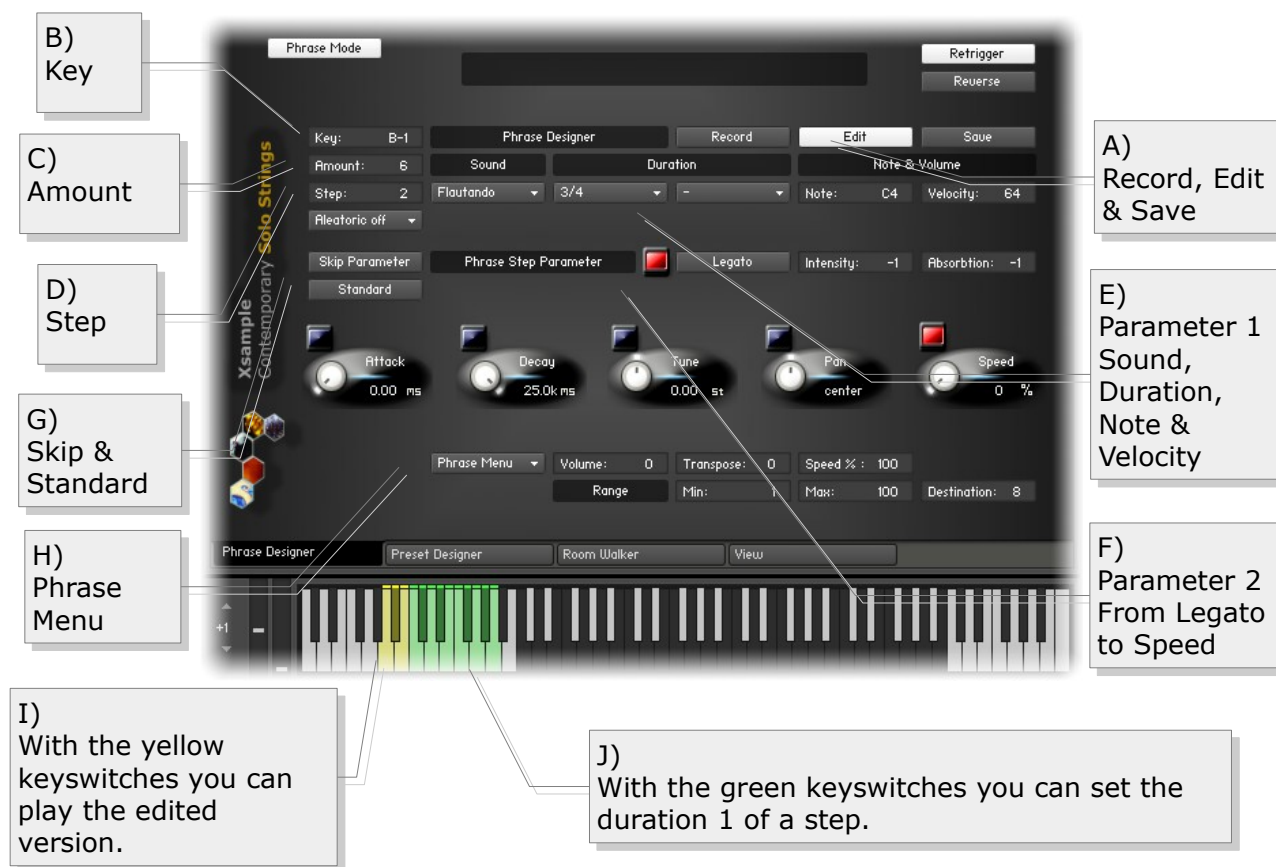 B)
Key
C)
Amount
D)
Step
G)
Skip &
Standard
H)
Phrase
Menu
Phrase Mode
Retrigger
Reverse
Key: B-1
Phrase Designer
Record
Edit
Save
Amount: 6
Sound
Duration
Note & Volume
Step: 2
Flautando
3/4
-
Note: C4
Velocity: 64
Aleatoric off
Skip Parameter
Phrase Step Parameter
Legato
Intensity: -1
Absorbtion: -1
Standard
Xsample
Contemporary Solo Strings
Attack
0.00 ms
Decay
25.0k ms
Tune
0.00 st
Pan
center
Speed
0 %
Phrase Menu
Volume: 0
Transpose: 0
Speed % : 100
Range
Min: 1
Max: 100
Destination: 8
Phrase Designer
Preset Designer
Room Walker
View
+1
A)
Record, Edit
& Save
E)
Parameter 1
Sound,
Duration,
Note &
Velocity
F)
Parameter 2
From Legato
to Speed
I)
With the yellow
keyswitches you can
play the edited
version.
J)
With the green keyswitches you can set the
duration 1 of a step.